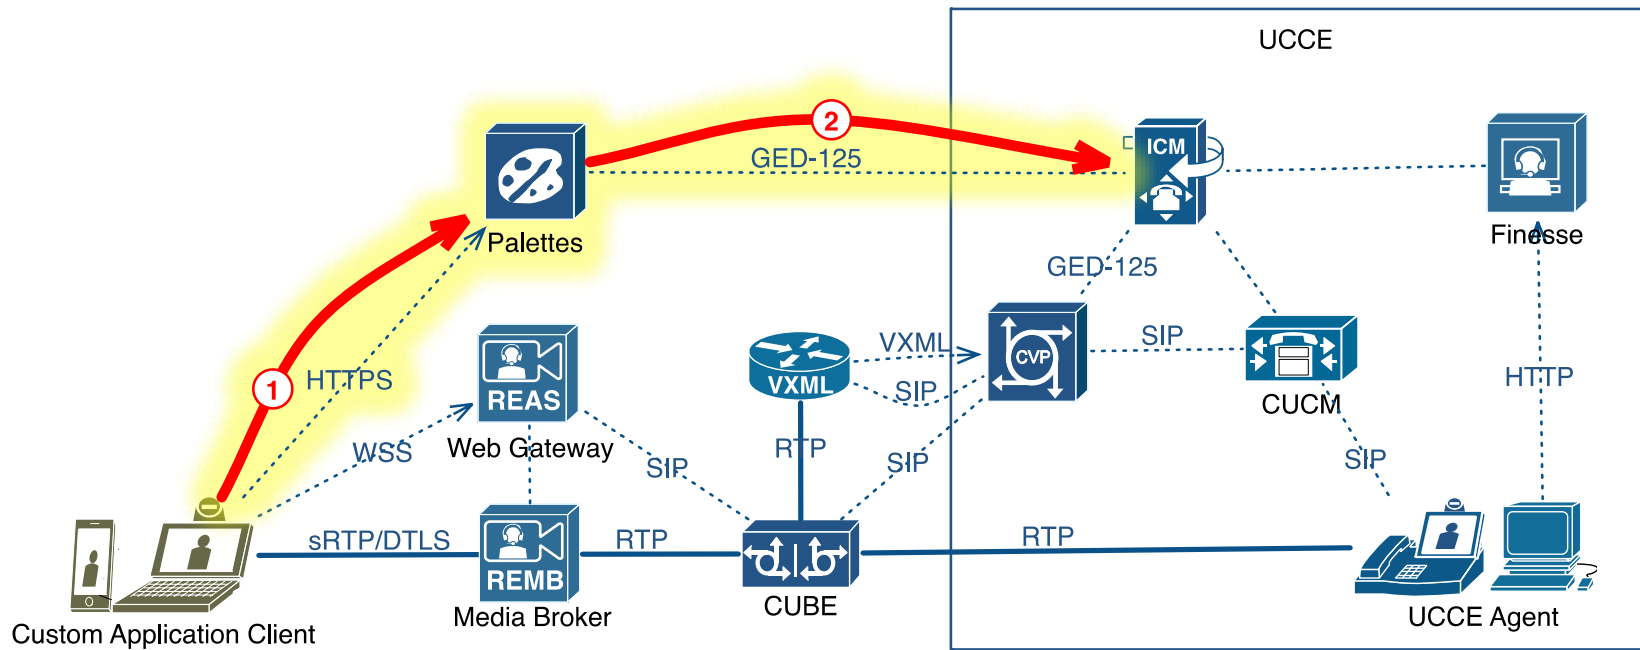 UCCE
2
GED-125
ICM
Palettes
Finesse
GED-125
1
HTTPS
VXML
SIP
CVP
VXML
SIP
HTTP
REAS
CUCM
Web Gateway
WSS
RTP
SIP
SIP
SIP
sRTP/DTLS
RTP
RTP
REMB
CUBE
Media Broker
UCCE Agent
Custom Application Client